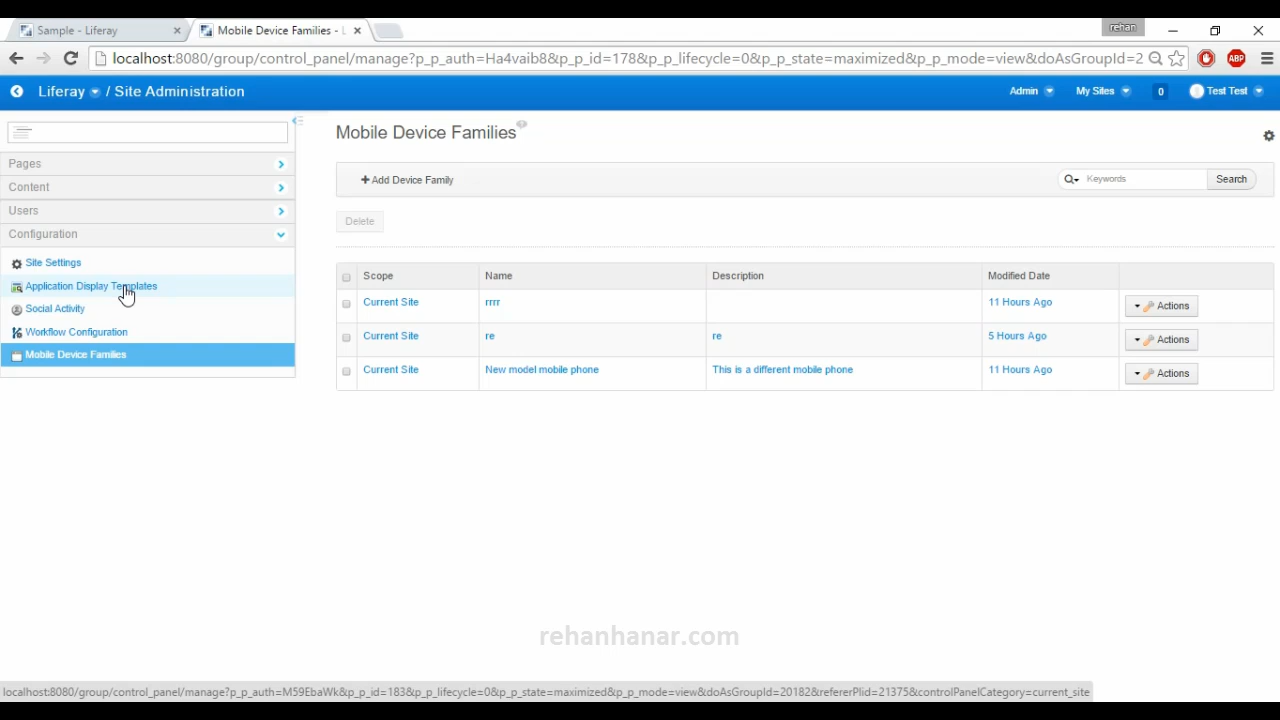 Sample - Liferay
Mobile Device Families - L
rehan
localhost:8080/group/control_panel/manage?p_p_auth=Ha4vaib8&p_p_id=178&p_p_lifecycle=0&p_p_state=maximized&p_p_mode=view&doAsGroupId=2
ABP
Liferay / Site Administration
Admin
My Sites
0
Test Test
Pages
Content
Users
Configuration
Site Settings
Application Display Templates
Social Activity
Workflow Configuration
Mobile Device Families
Mobile Device Families
+ Add Device Family
Keywords
Search
Delete
Scope Name Description Modified Date
Current Site rrrr 11 Hours Ago Actions
Current Site re re 5 Hours Ago Actions
Current Site New model mobile phone This is a different mobile phone 11 Hours Ago Actions
rehanhanar.com
localhost:8080/group/control_panel/manage?p_p_auth=M59EbaWk&p_p_id=183&p_p_lifecycle=0&p_p_state=maximized&p_p_mode=view&doAsGroupId=20182&refererPlid=21375&controlPanelCategory=current_site